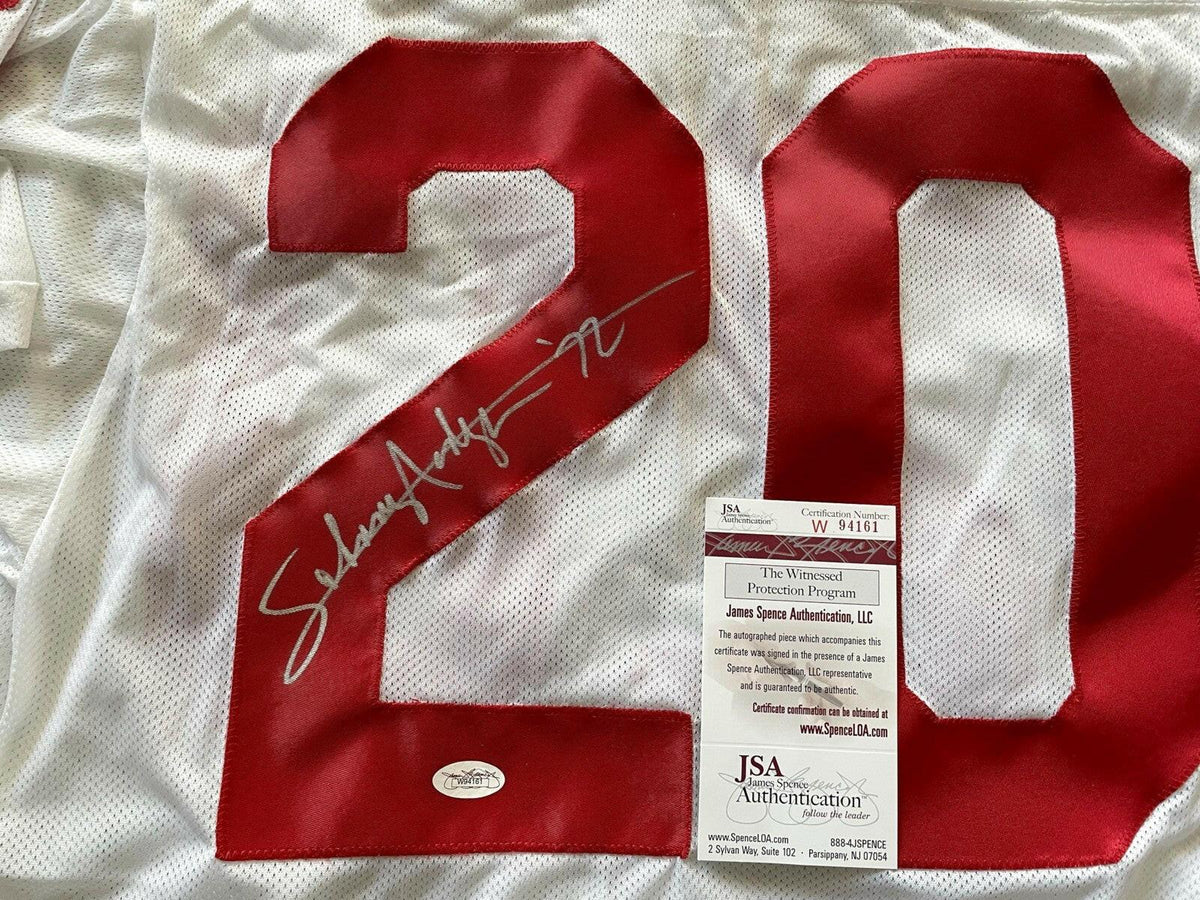 20
Sidney '92
W94161
JSA
James Spence
Authentication
Certification Number:
W 94161
The Witnessed
Protection Program
James Spence Authentication, LLC
The autographed piece which accompanies this
certificate was signed in the presence of a James
Spence Authentication, LLC representative
and is guaranteed to be authentic.
Certificate confirmation can be obtained at
www.SpenceLOA.com
JSA
James Spence
Authentication™
follow the leader
www.SpenceLOA.com 888-4JSPENCE
2 Sylvan Way, Suite 102 · Parsippany, NJ 07054